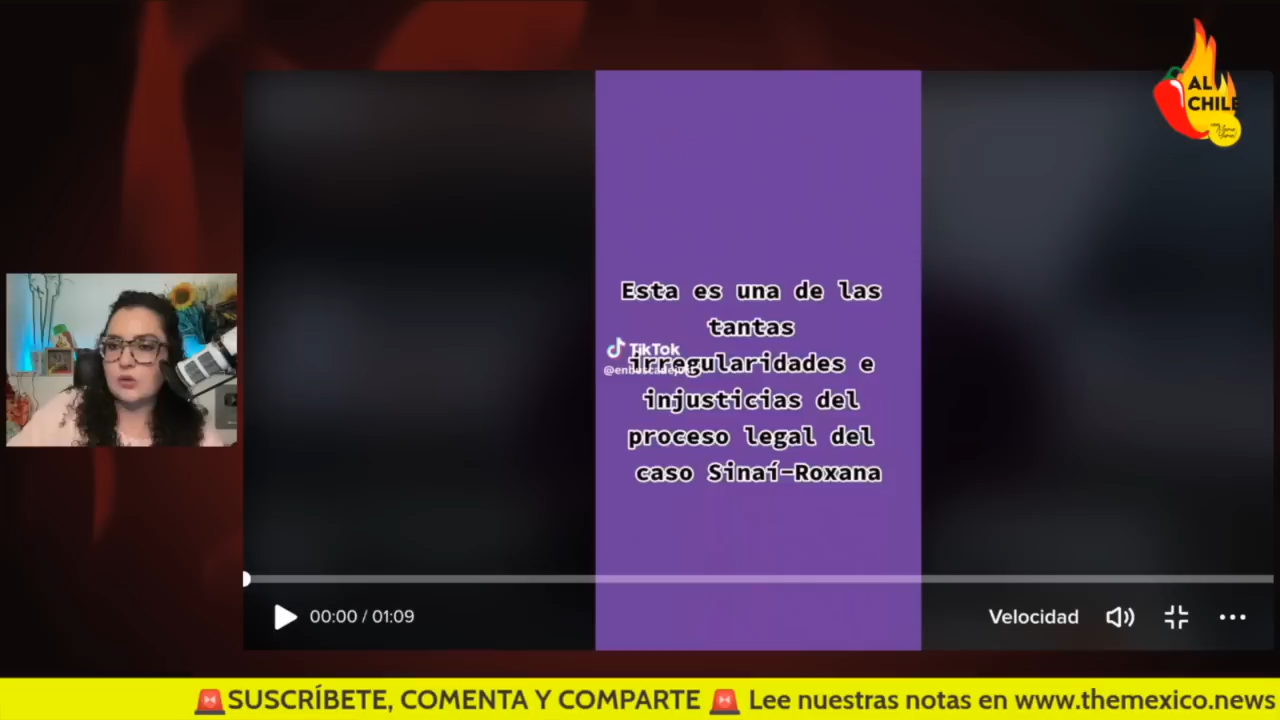 AL
CHILE
Esta es una de las
tantas
irregularidades e
injusticias del
proceso legal del
caso Sinaí-Roxana
TikTok
00:00 / 01:09
Velocidad
🚨SUSCRÍBETE, COMENTA Y COMPARTE 🚨 Lee nuestras notas en www.themexico.news